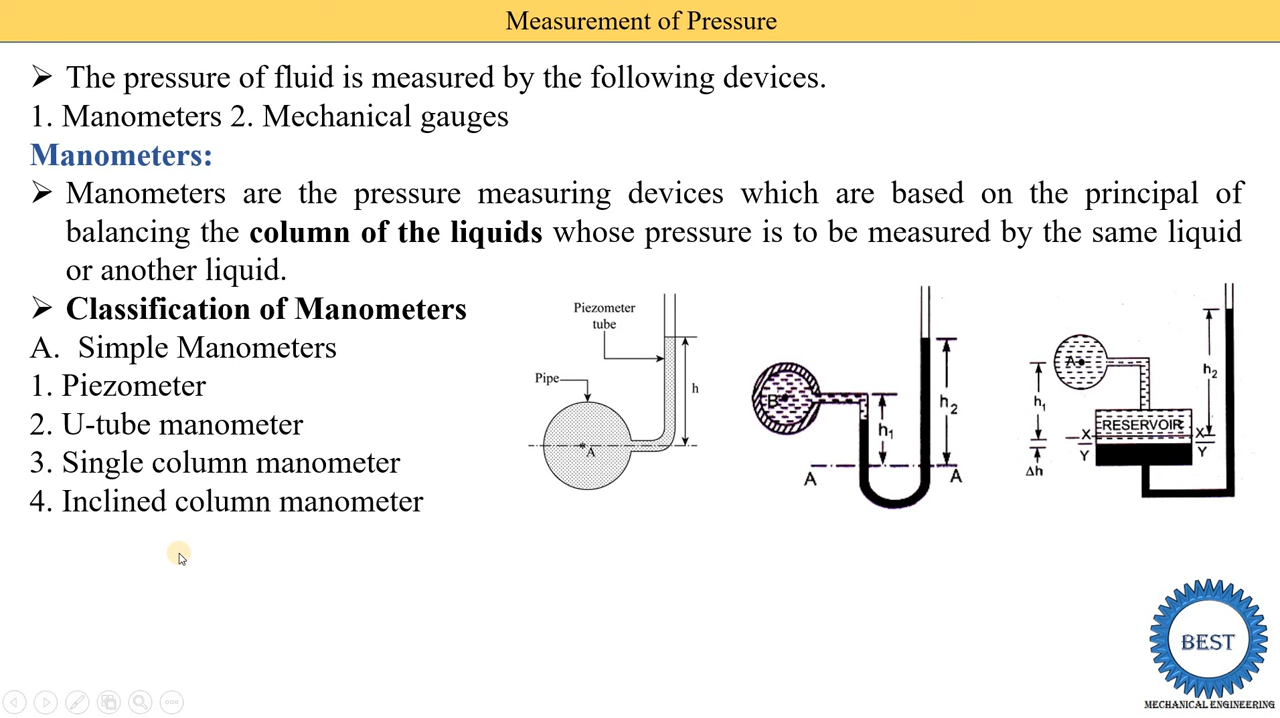 Measurement of Pressure
➢ The pressure of fluid is measured by the following devices.
1. Manometers 2. Mechanical gauges
Manometers:
➢ Manometers are the pressure measuring devices which are based on the principal of
balancing the column of the liquids whose pressure is to be measured by the same liquid
or another liquid.
➢ Classification of Manometers
A. Simple Manometers
1. Piezometer
2. U-tube manometer
3. Single column manometer
4. Inclined column manometer
Piezometer
tube
Pipe
h
A
B
h1
h2
A
A
A
h1
h2
RESERVOIR
X
X
Y
Y
Δh
BEST
MECHANICAL ENGINEERING